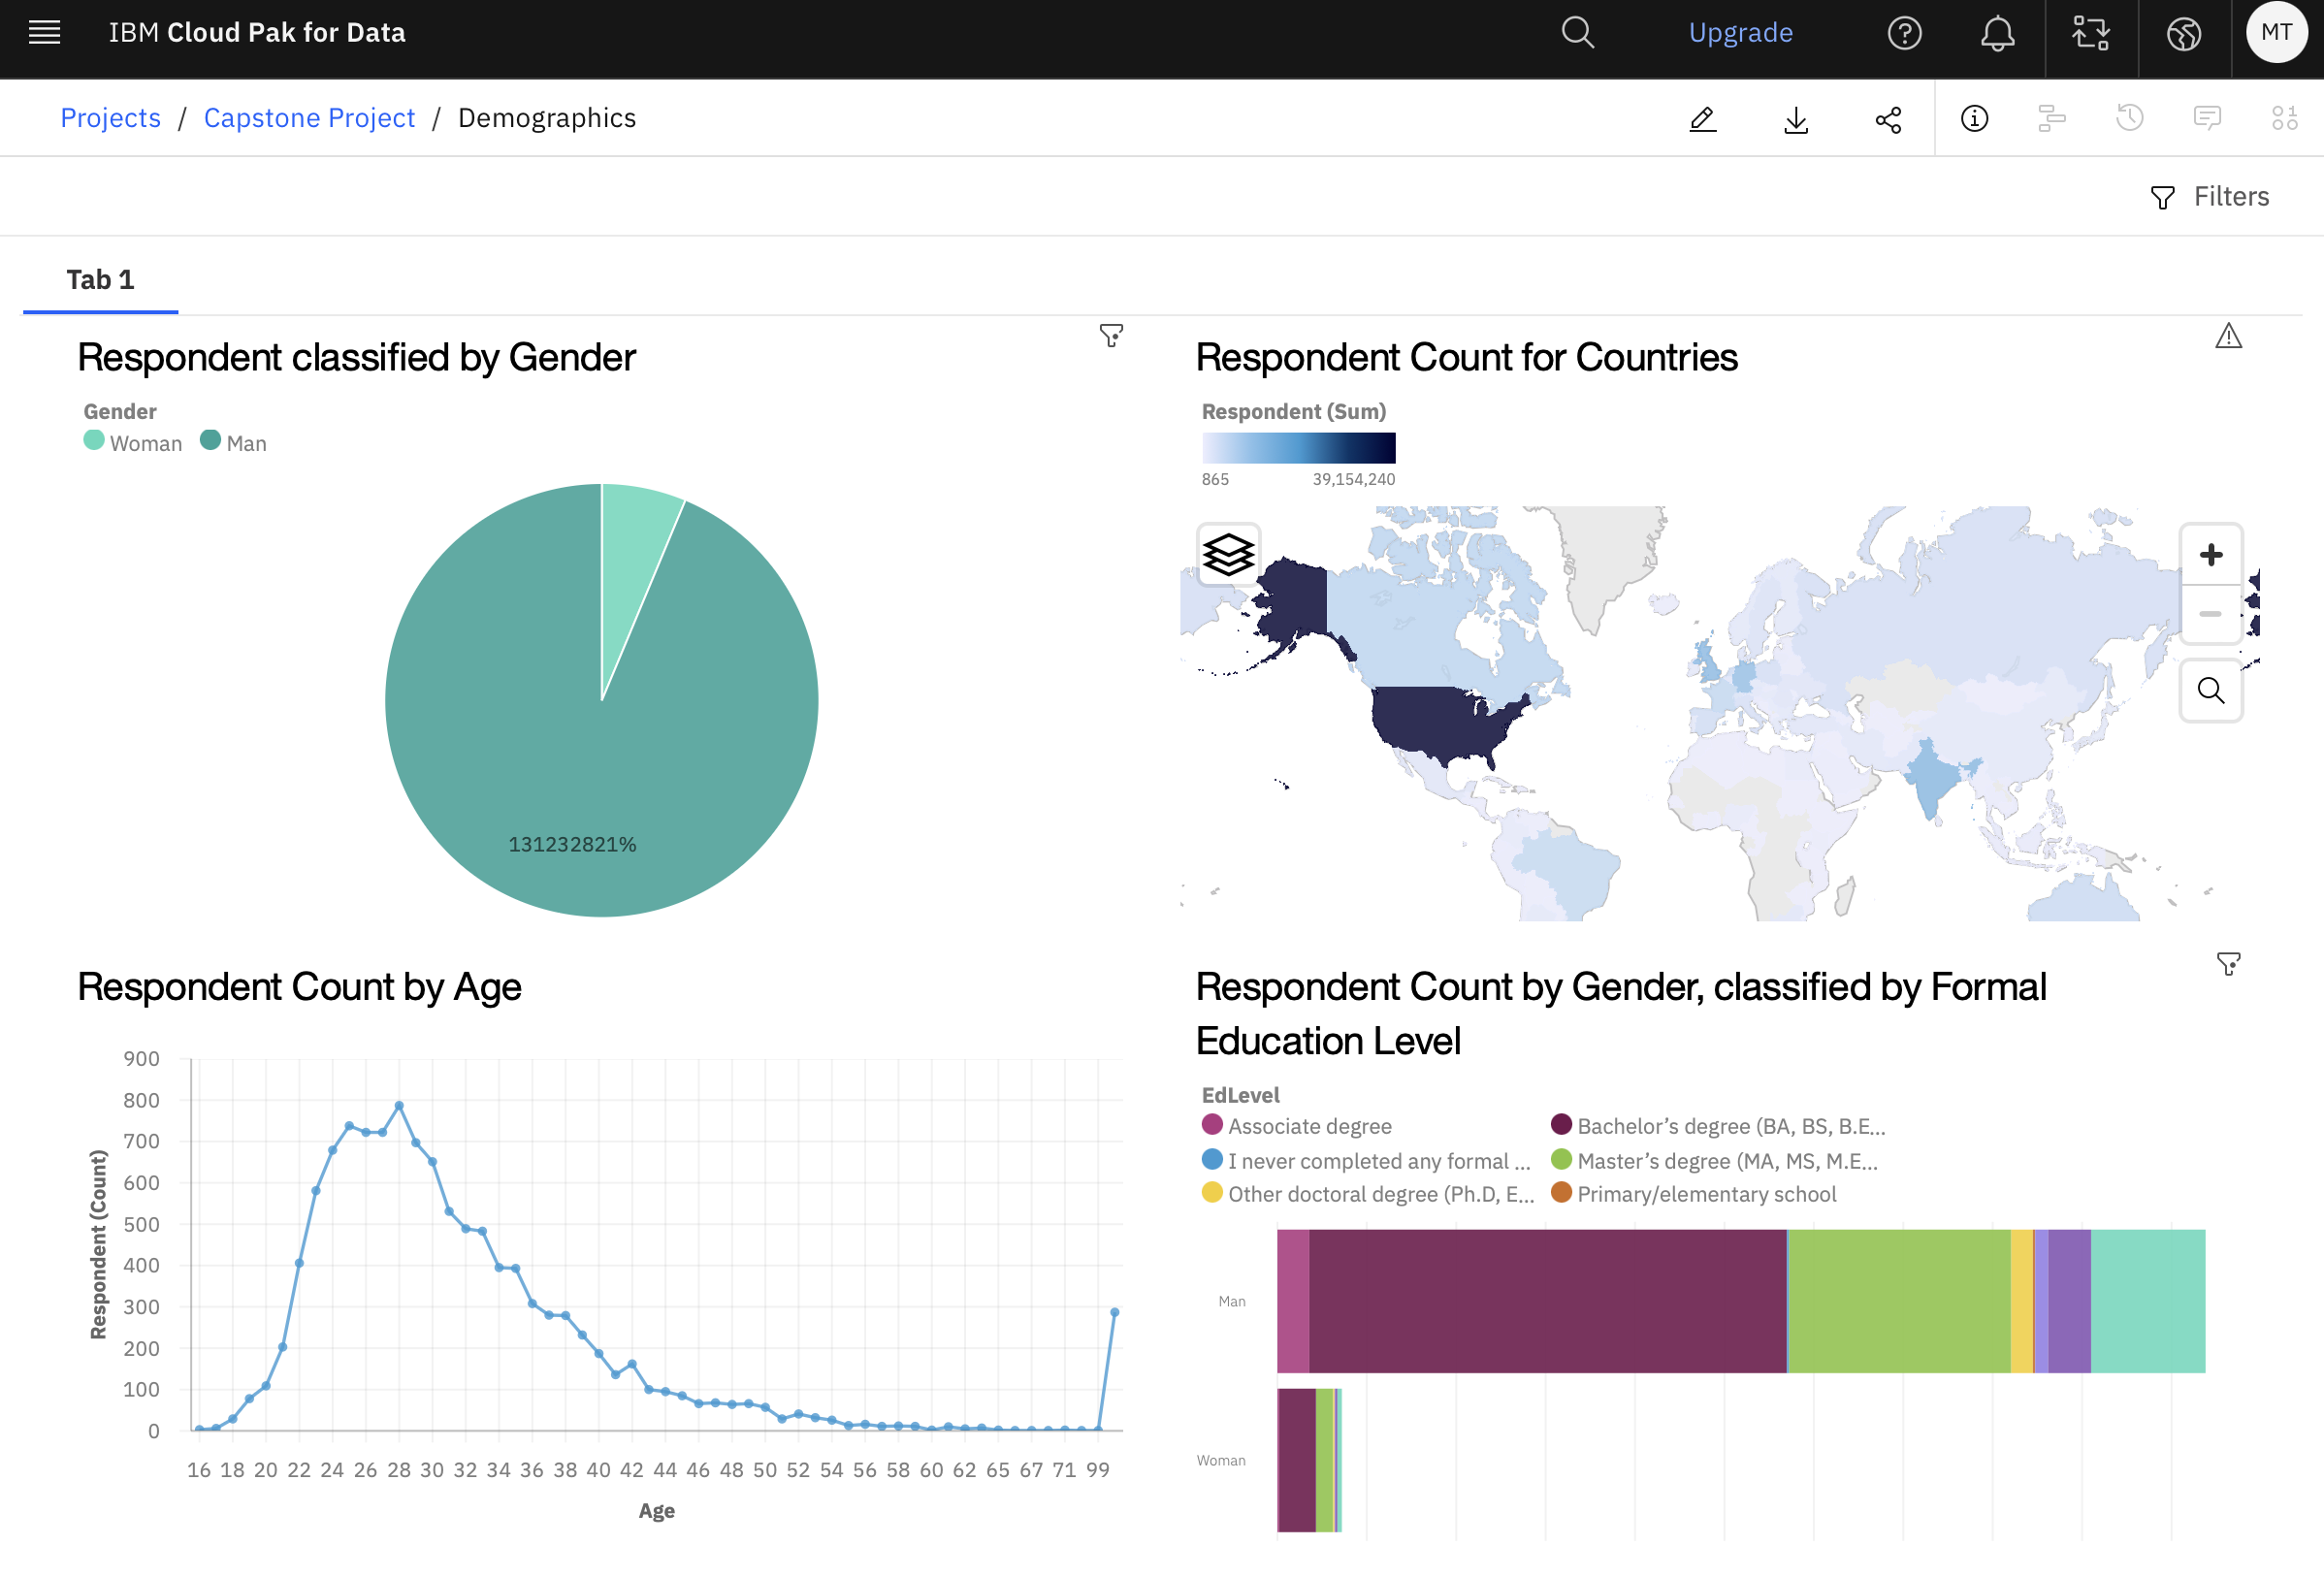 IBM Cloud Pak for Data
Upgrade
MT
Projects / Capstone Project / Demographics
Filters
Tab 1
Respondent classified by Gender
Gender
Woman Man
131232821%
Respondent Count for Countries
Respondent (Sum)
865 39,154,240
Respondent Count by Age
900
800
700
600
500
400
300
200
100
0
Respondent (Count)
16 18 20 22 24 26 28 30 32 34 36 38 40 42 44 46 48 50 52 54 56 58 60 62 65 67 71 99
Age
Respondent Count by Gender, classified by Formal
Education Level
EdLevel
Associate degree Bachelor’s degree (BA, BS, B.E...
I never completed any formal ... Master’s degree (MA, MS, M.E...
Other doctoral degree (Ph.D, E... Primary/elementary school
Man
Woman